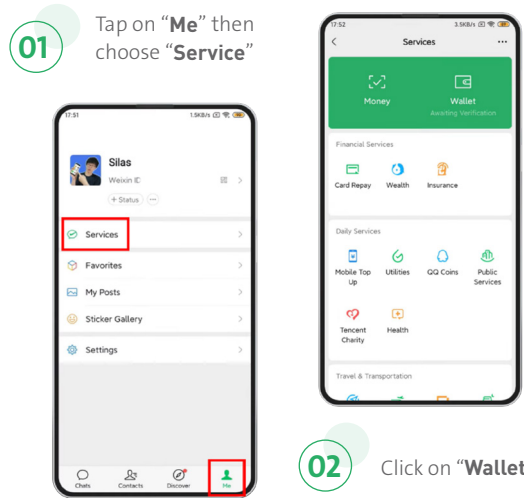 01
Tap on “Me” then
choose “Service”
17:51 1.5KB/s
Silas
Weixin ID:
+ Status
Services
Favorites
My Posts
Sticker Gallery
Settings
Chats Contacts Discover Me
17:52 3.5KB/s
Services
Money Wallet
Awaiting Verification
Financial Services
Card Repay Wealth Insurance
Daily Services
Mobile Top Utilities QQ Coins Public
Up Services
Tencent Health
Charity
Travel & Transportation
02
Click on “Wallet